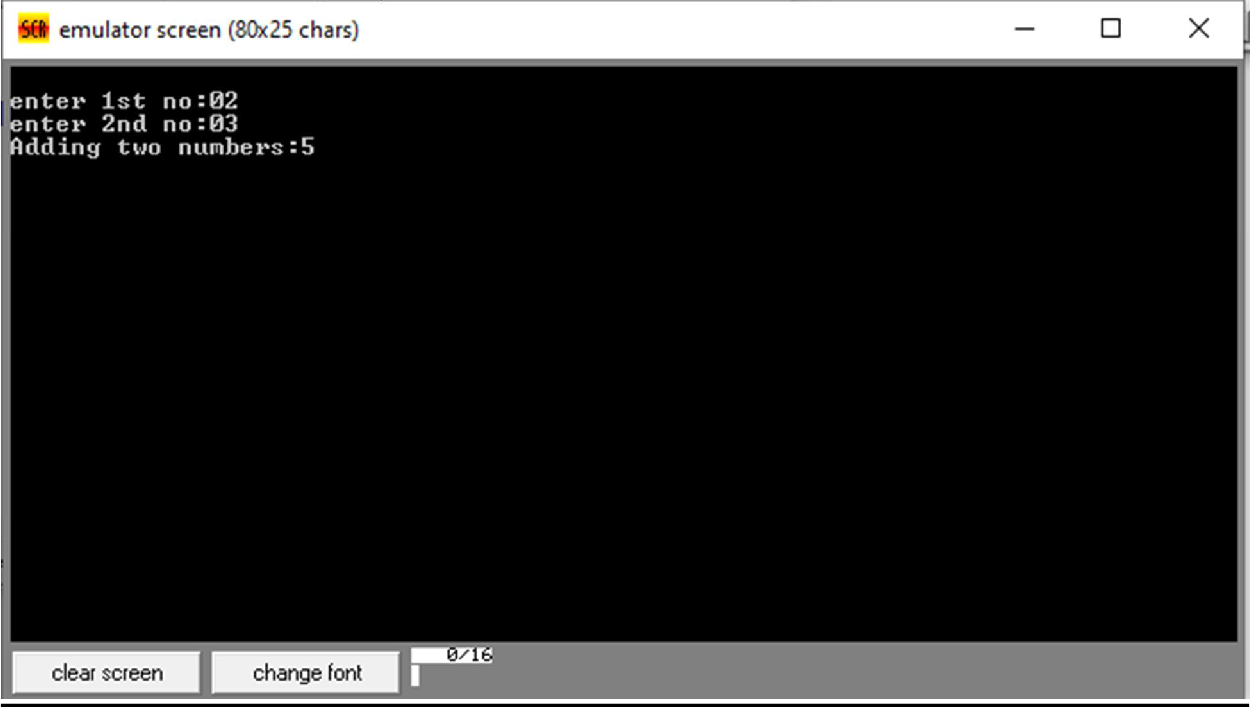 SCR emulator screen (80x25 chars)
enter 1st no:02
enter 2nd no:03
Adding two numbers:5
clear screen
change font
0/16